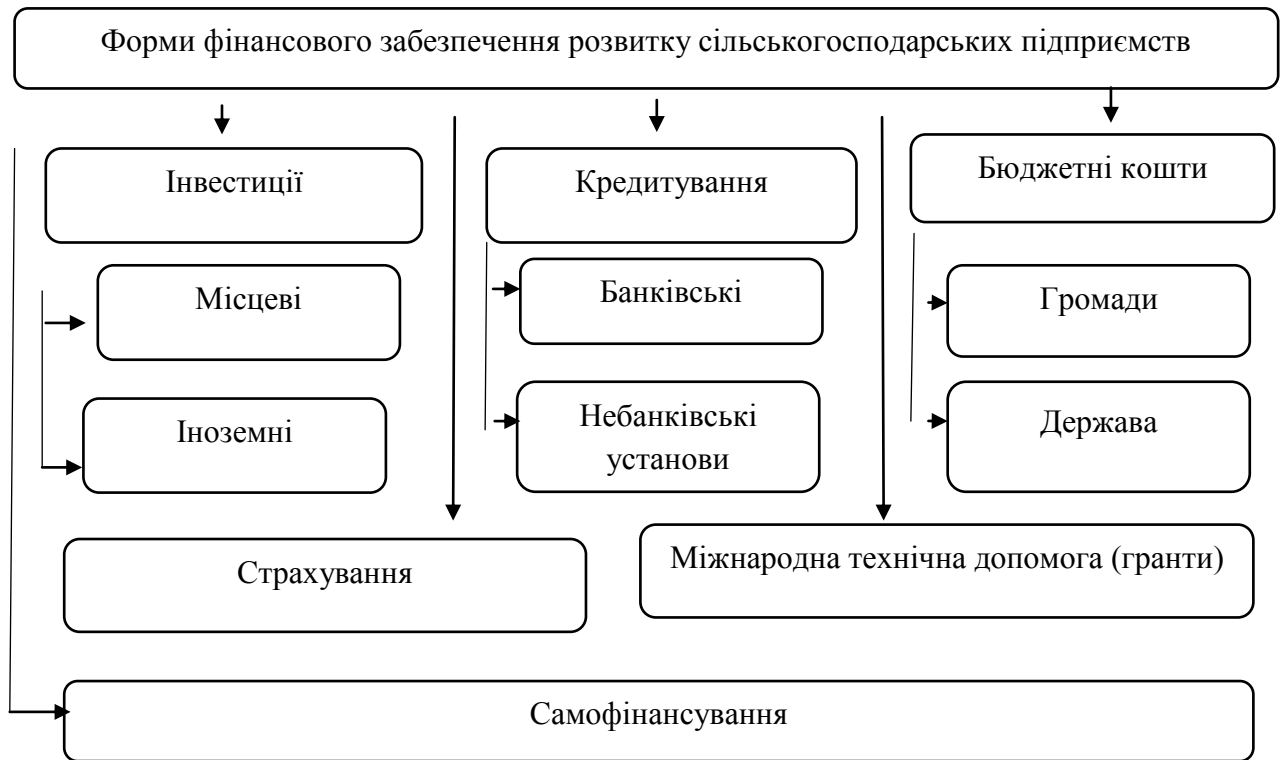 Форми фінансового забезпечення розвитку сільськогосподарських підприємств
Інвестиції
Кредитування
Бюджетні кошти
Місцеві
Банківські
Громади
Іноземні
Небанківські
установи
Держава
Страхування
Міжнародна технічна допомога (гранти)
Самофінансування